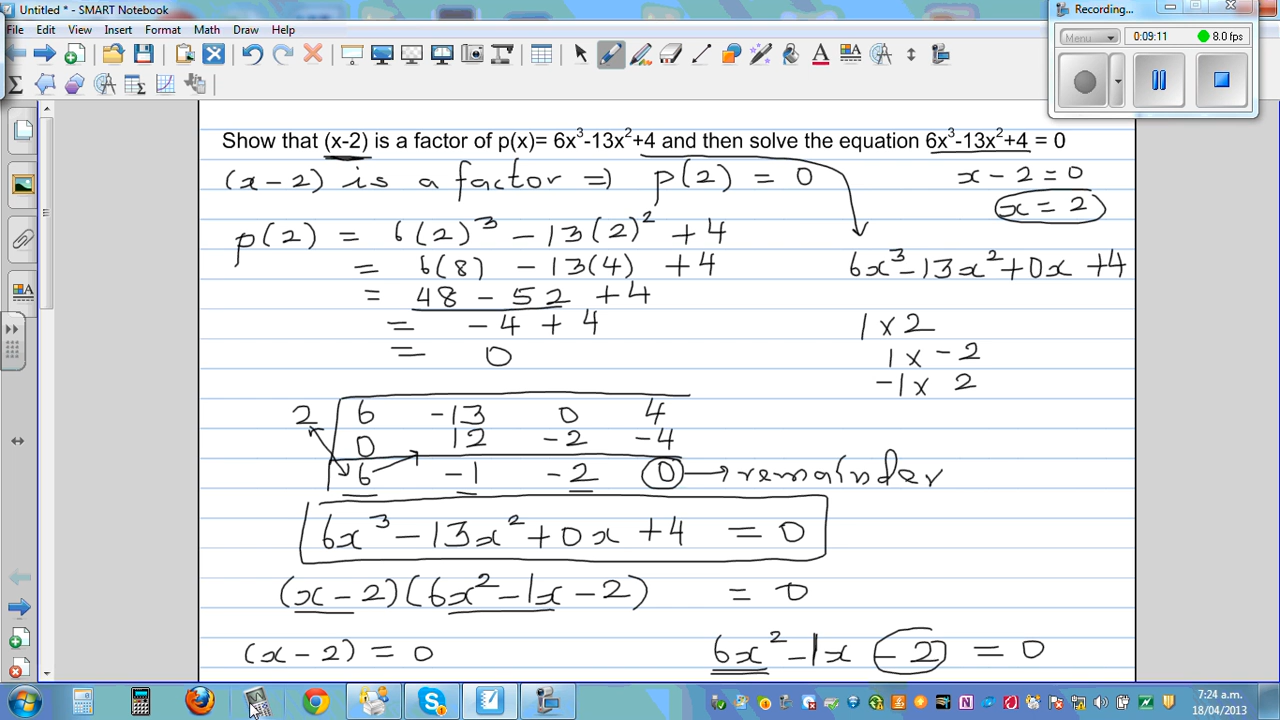 Untitled * - SMART Notebook
File Edit View Insert Format Math Draw Help
Recording...
Menu 0:09:11 8.0 fps
Show that (x-2) is a factor of p(x)= 6x³-13x²+4 and then solve the equation 6x³-13x²+4 = 0
(x-2) is a factor ⇒ p(2) = 0
x - 2 = 0
x = 2
p(2) = 6(2)³ - 13(2)² + 4
= 6(8) - 13(4) + 4
6x³-13x²+0x +4
= 48 - 52 + 4
= -4 + 4
= 0
1 x 2
1 x -2
-1 x 2
2 6 -13 0 4
0 12 -2 -4
6 -1 -2 0 → remainder
6x³ - 13x² + 0x + 4 = 0
(x-2)(6x² - 1x - 2) = 0
(x-2) = 0
6x² - 1x - 2 = 0
7:24 a.m.
18/04/2013